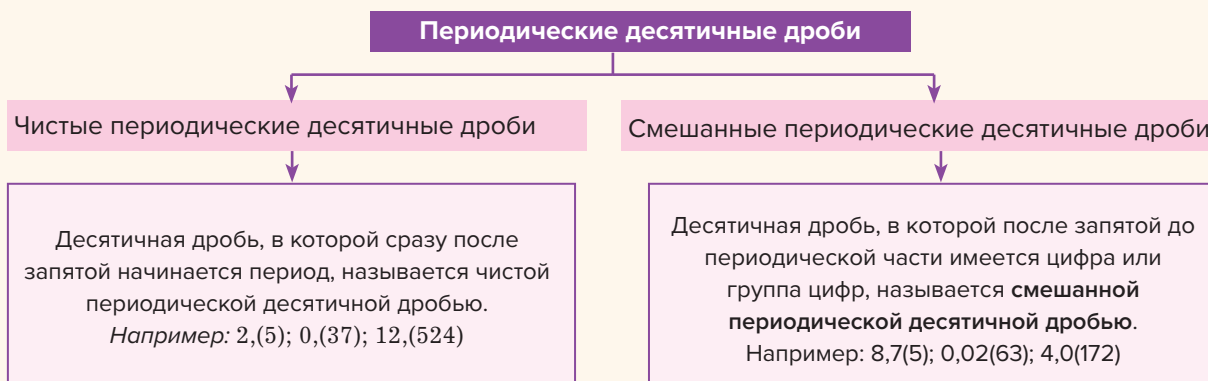 Периодические десятичные дроби
Чистые периодические десятичные дроби
Смешанные периодические десятичные дроби
Десятичная дробь, в которой сразу после
запятой начинается период, называется чистой
периодической десятичной дробью.
Например: 2,(5); 0,(37); 12,(524)
Десятичная дробь, в которой после запятой до
периодической части имеется цифра или
группа цифр, называется смешанной
периодической десятичной дробью.
Например: 8,7(5); 0,02(63); 4,0(172)